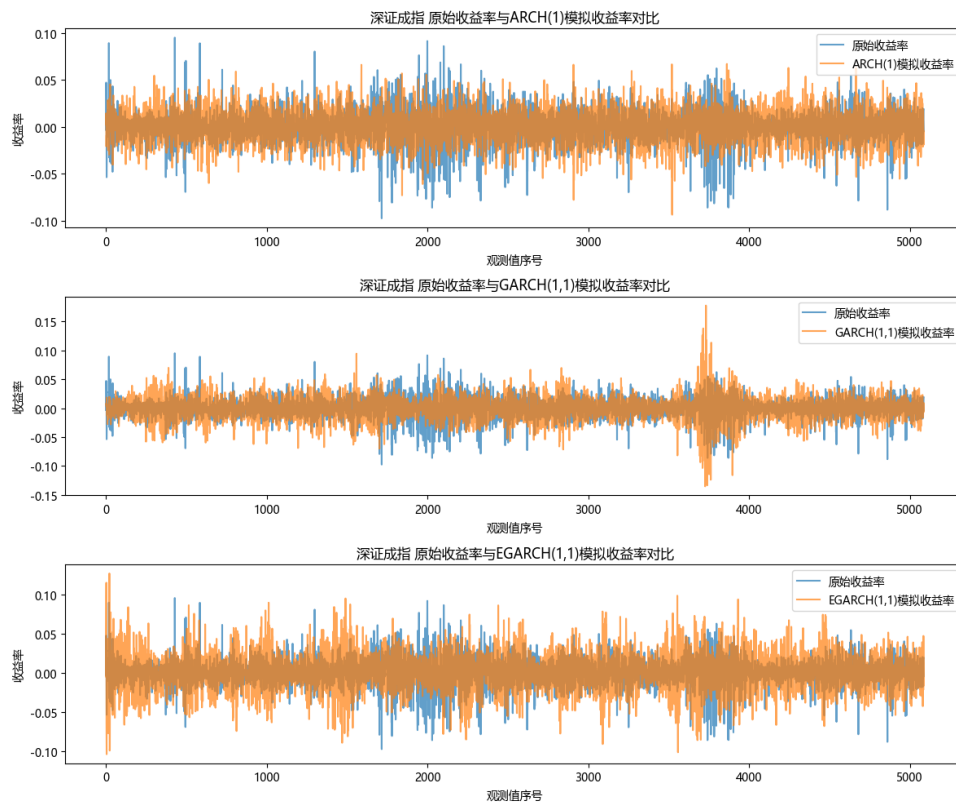 深证成指 原始收益率与ARCH(1)模拟收益率对比
原始收益率
ARCH(1)模拟收益率
收益率
0.10
0.05
0.00
-0.05
-0.10
0 1000 2000 3000 4000 5000
观测值序号
深证成指 原始收益率与GARCH(1,1)模拟收益率对比
原始收益率
GARCH(1,1)模拟收益率
收益率
0.15
0.10
0.05
0.00
-0.05
-0.10
-0.15
0 1000 2000 3000 4000 5000
观测值序号
深证成指 原始收益率与EGARCH(1,1)模拟收益率对比
原始收益率
EGARCH(1,1)模拟收益率
收益率
0.10
0.05
0.00
-0.05
-0.10
0 1000 2000 3000 4000 5000
观测值序号